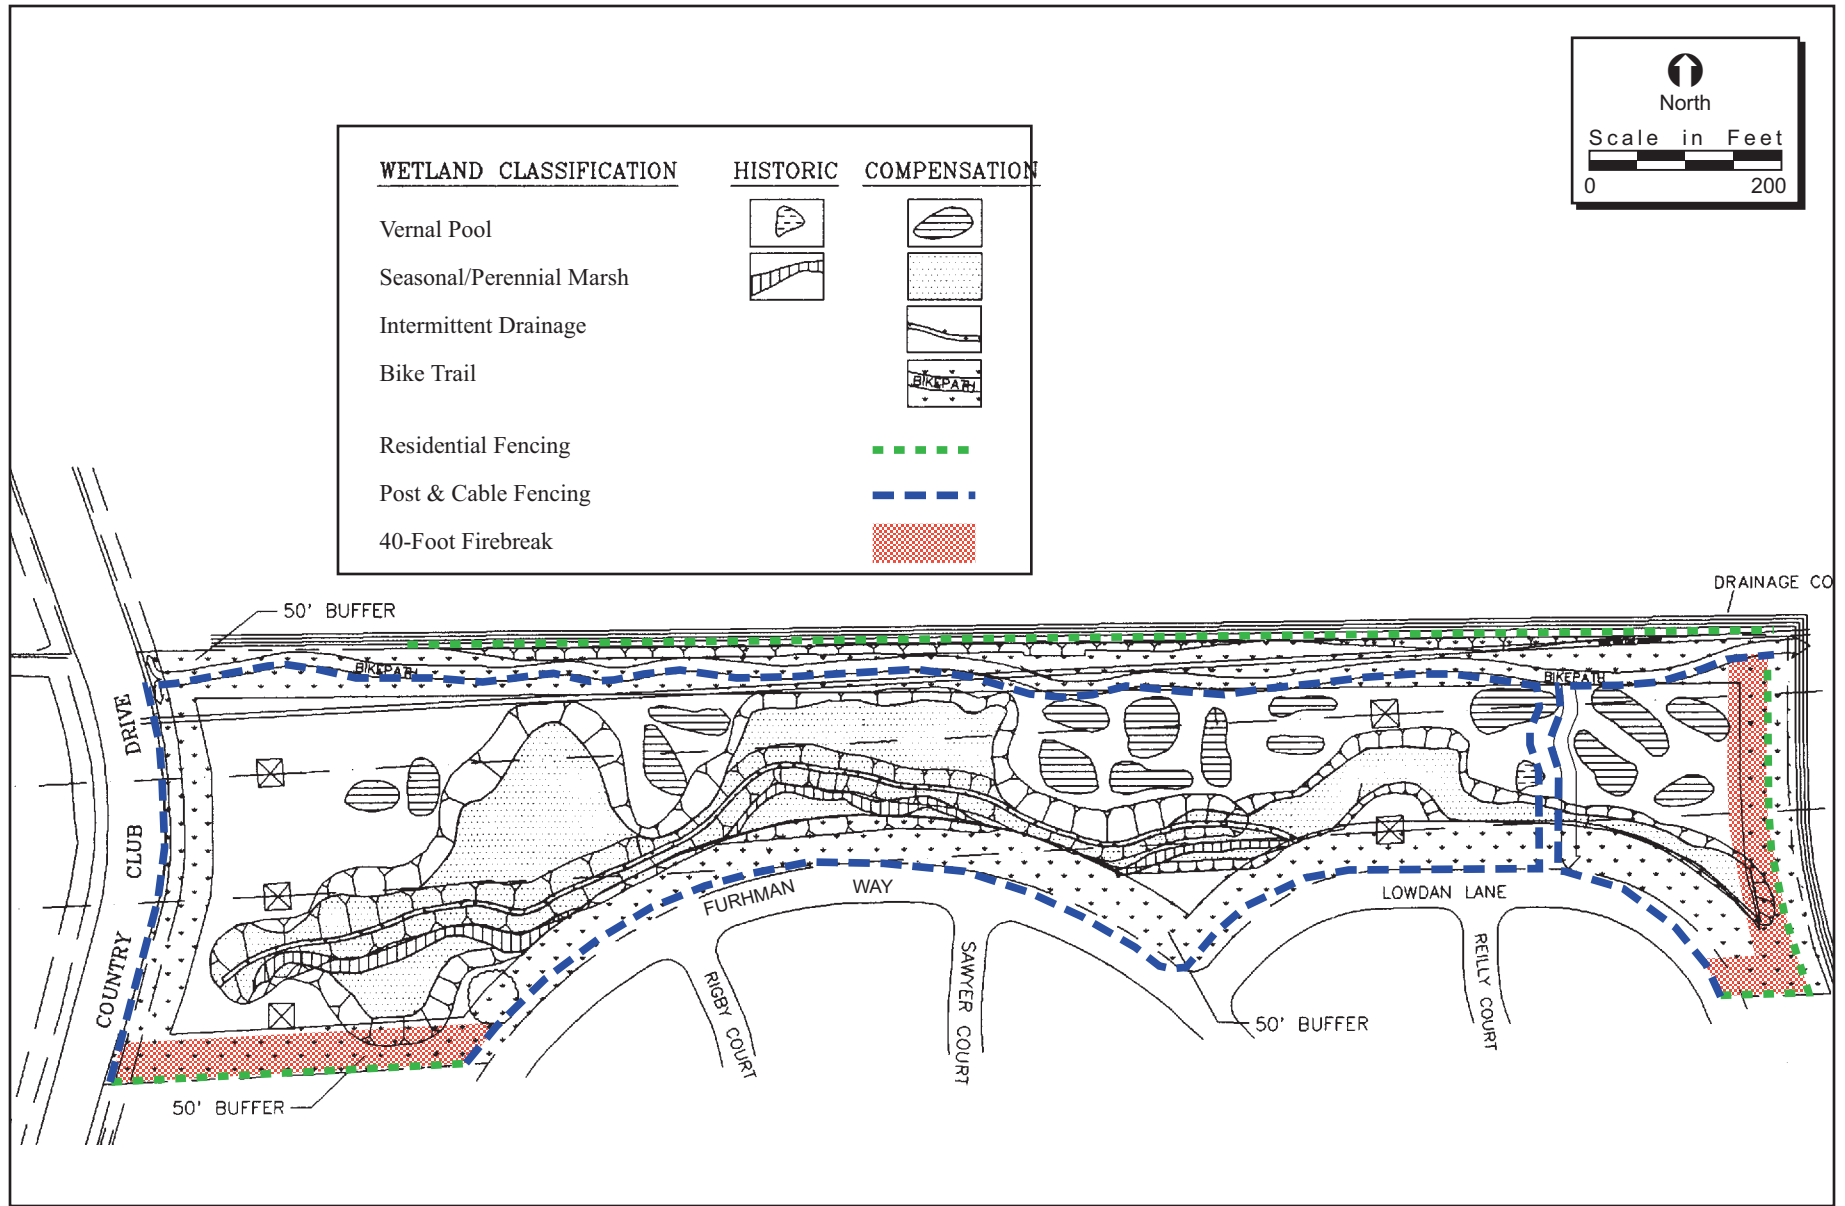 North
Scale in Feet
0 200
WETLAND CLASSIFICATION HISTORIC COMPENSATION
Vernal Pool
Seasonal/Perennial Marsh
Intermittent Drainage
Bike Trail
BIKEPATH
Residential Fencing
Post & Cable Fencing
40-Foot Firebreak
DRAINAGE CO
50' BUFFER
BIKEPATH
BIKEPATH
COUNTRY CLUB DRIVE
FURHMAN WAY
LOWDAN LANE
RIGBY COURT
SAWYER COURT
REILLY COURT
50' BUFFER
50' BUFFER